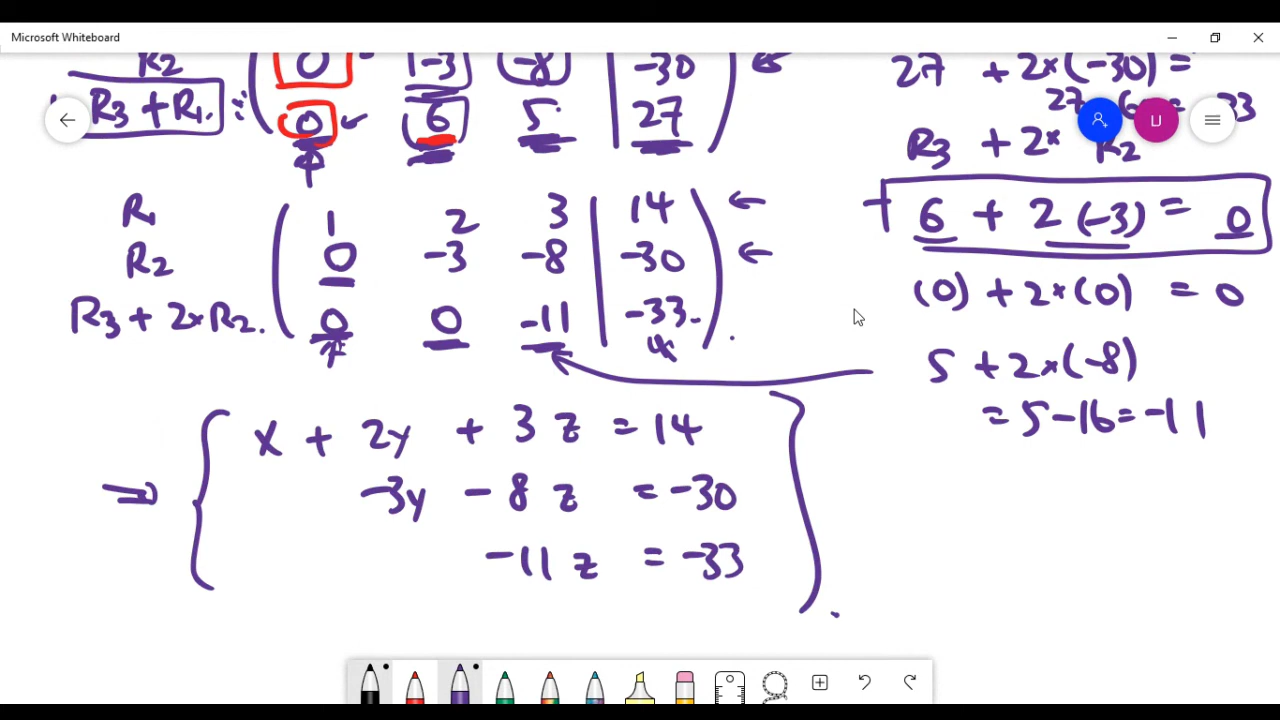 Microsoft Whiteboard
R2 ( 0 -3 -8 | -30 ) ←
R3 + R1. ( 0 ← 6 5 | 27 )
27 + 2×(-30) =
33
R3 + 2× R2
U
R1 ( 1 2 3 | 14 ) ←
R2 ( 0 -3 -8 | -30 ) ←
R3 + 2×R2. ( 0 0 -11 | -33 ) .
6 + 2 (-3) = 0
(0) + 2×(0) = 0
5 + 2×(-8)
= 5-16 = -11
⇒ { x + 2y + 3z = 14
-3y - 8z = -30
-11z = -33 } .